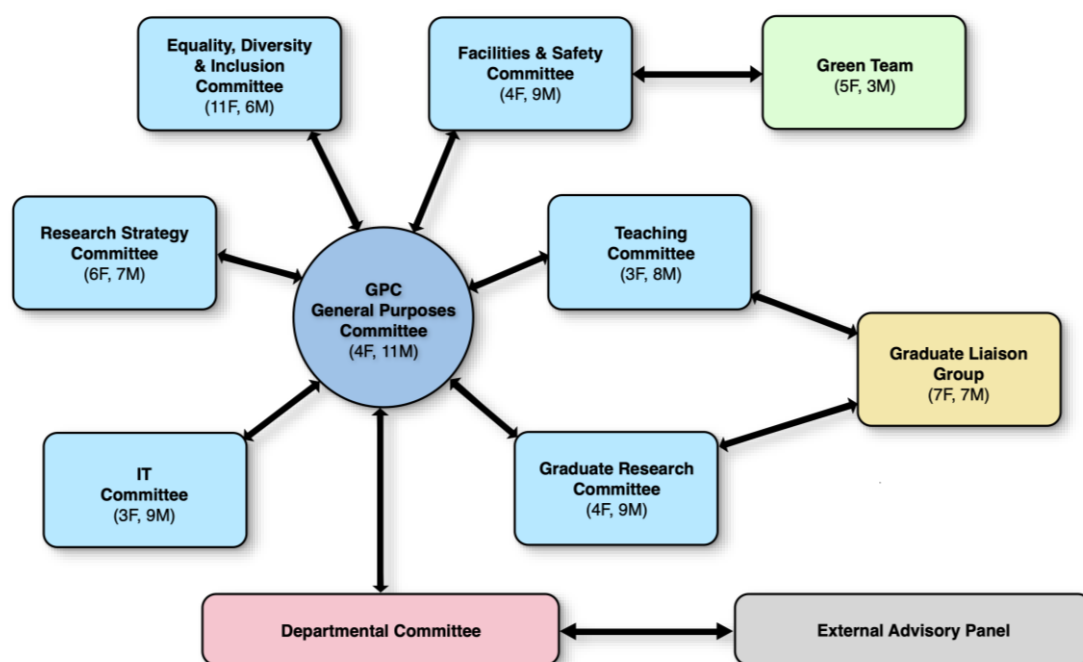 Equality, Diversity
& Inclusion
Committee
(11F, 6M)
Facilities & Safety
Committee
(4F, 9M)
Green Team
(5F, 3M)
Research Strategy
Committee
(6F, 7M)
GPC
General Purposes
Committee
(4F, 11M)
Teaching
Committee
(3F, 8M)
Graduate Liaison
Group
(7F, 7M)
IT
Committee
(3F, 9M)
Graduate Research
Committee
(4F, 9M)
Departmental Committee
External Advisory Panel